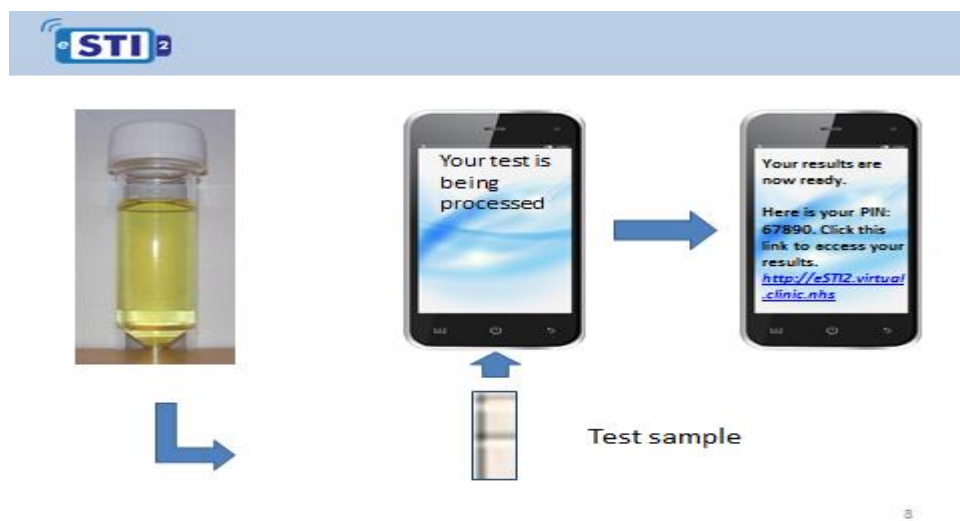 eSTI2
Your test is
being
processed
Your results are
now ready.
Here is your PIN:
67890. Click this
link to access your
results.
http://eSTI2.virtual
.clinic.nhs
Test sample
8